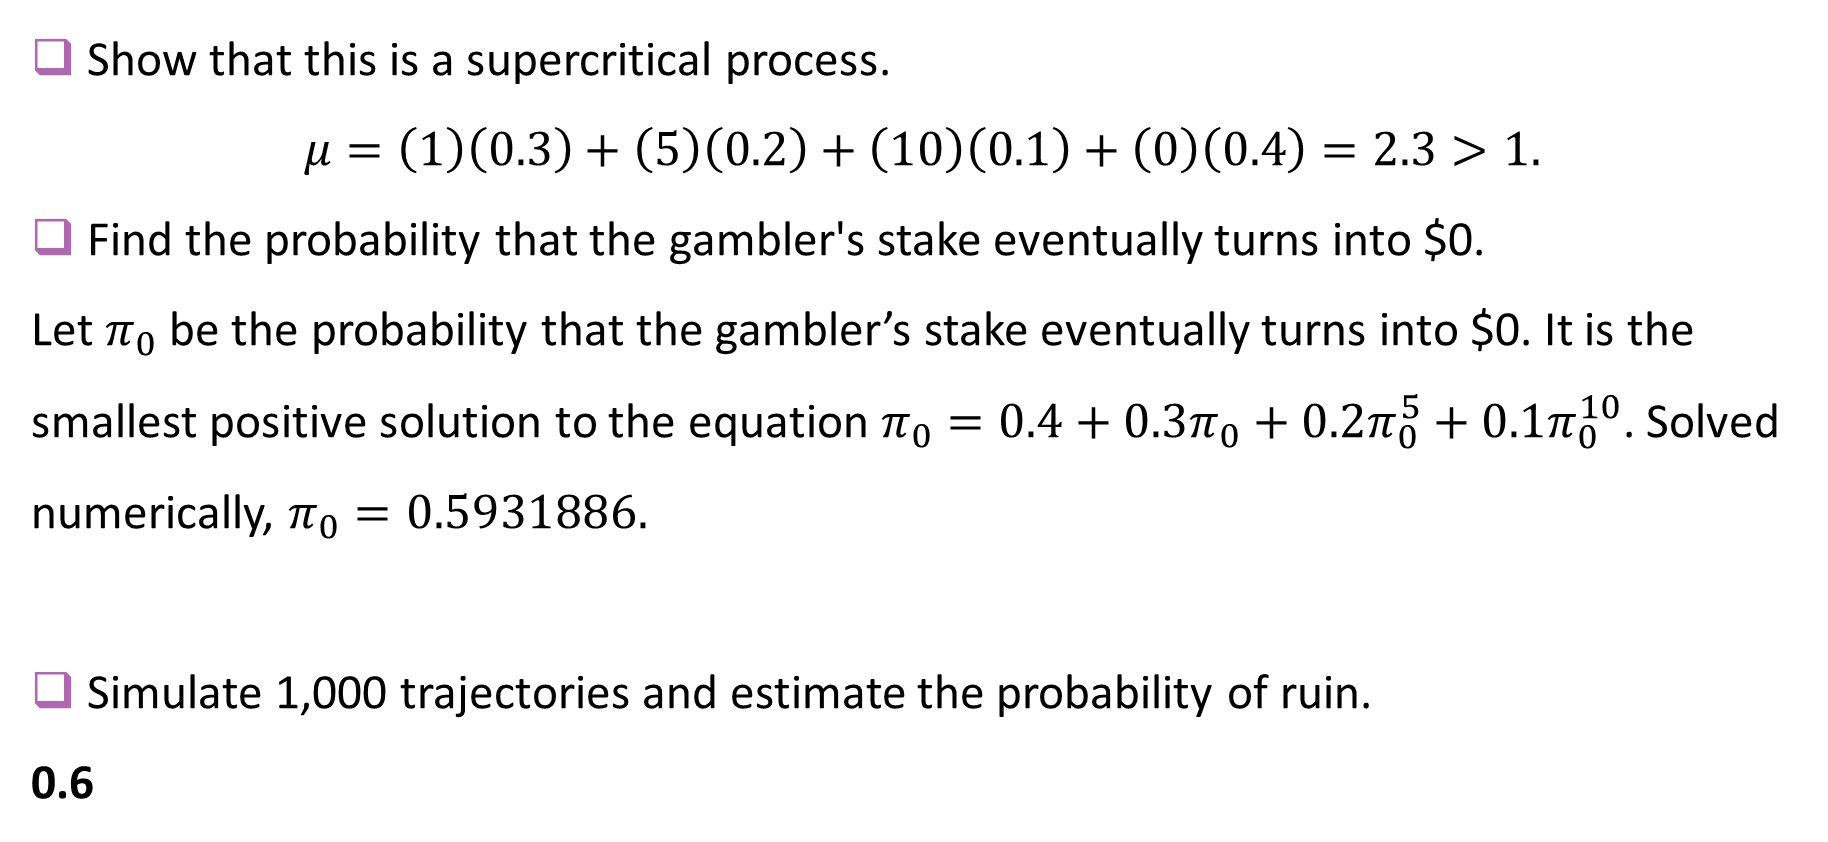 ❑ Show that this is a supercritical process.
μ = (1)(0.3) + (5)(0.2) + (10)(0.1) + (0)(0.4) = 2.3 > 1.
❑ Find the probability that the gambler's stake eventually turns into $0.
Let π₀ be the probability that the gambler’s stake eventually turns into $0. It is the
smallest positive solution to the equation π₀ = 0.4 + 0.3π₀ + 0.2π₀⁵ + 0.1π₀¹⁰. Solved
numerically, π₀ = 0.5931886.
❑ Simulate 1,000 trajectories and estimate the probability of ruin.
0.6